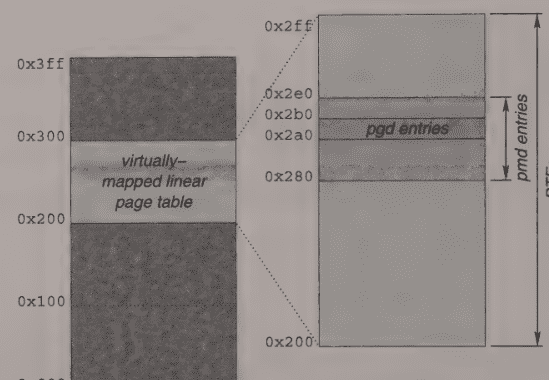 0x3ff
0x300
virtually–
mapped linear
page table
0x200
0x100
0x2ff
0x2e0
0x2b0
pgd entries
0x2a0
0x280
0x200
pmd entries